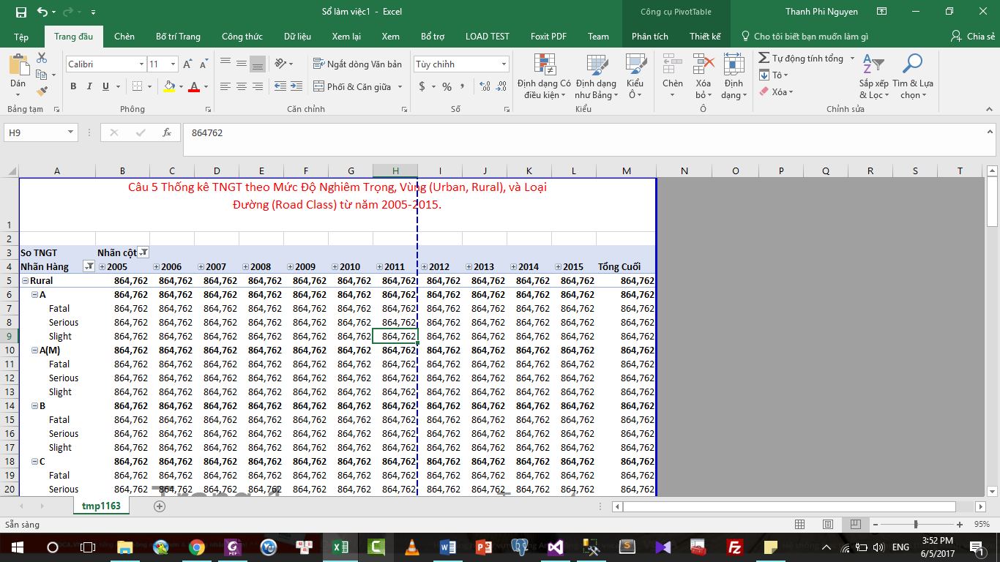 Sổ làm việc1 - Excel
Công cụ PivotTable
Thanh Phi Nguyen
Tệp Trang đầu Chèn Bố trí Trang Công thức Dữ liệu Xem lại Xem Bổ trợ LOAD TEST Foxit PDF Team Phân tích Thiết kế Cho tôi biết bạn muốn làm gì Chia sẻ
Dán
Bảng tạm
Calibri 11
B I U
Phông
Ngắt dòng Văn bản
Phối & Căn giữa
Căn chỉnh
Tùy chỉnh
$ % ,
Số
Định dạng Có điều kiện
Định dạng như Bảng
Kiểu Ô
Kiểu
Chèn
Xóa bỏ
Định dạng
Ô
Tự động tính tổng
Tô
Xóa
Sắp xếp & Lọc
Tìm & Lựa chọn
Chỉnh sửa
H9 fx 864762
A B C D E F G H I J K L M N O P Q R S T
Câu 5 Thống kê TNGT theo Mức Độ Nghiêm Trọng, Vùng (Urban, Rural), và Loại
Đường (Road Class) từ năm 2005-2015.
1
2
3 So TNGT Nhãn cột
4 Nhãn Hàng 2005 2006 2007 2008 2009 2010 2011 2012 2013 2014 2015 Tổng Cuối
5 Rural 864,762 864,762 864,762 864,762 864,762 864,762 864,762 864,762 864,762 864,762 864,762 864,762
6 A 864,762 864,762 864,762 864,762 864,762 864,762 864,762 864,762 864,762 864,762 864,762 864,762
7 Fatal 864,762 864,762 864,762 864,762 864,762 864,762 864,762 864,762 864,762 864,762 864,762 864,762
8 Serious 864,762 864,762 864,762 864,762 864,762 864,762 864,762 864,762 864,762 864,762 864,762 864,762
9 Slight 864,762 864,762 864,762 864,762 864,762 864,762 864,762 864,762 864,762 864,762 864,762 864,762
10 A(M) 864,762 864,762 864,762 864,762 864,762 864,762 864,762 864,762 864,762 864,762 864,762 864,762
11 Fatal 864,762 864,762 864,762 864,762 864,762 864,762 864,762 864,762 864,762 864,762 864,762 864,762
12 Serious 864,762 864,762 864,762 864,762 864,762 864,762 864,762 864,762 864,762 864,762 864,762 864,762
13 Slight 864,762 864,762 864,762 864,762 864,762 864,762 864,762 864,762 864,762 864,762 864,762 864,762
14 B 864,762 864,762 864,762 864,762 864,762 864,762 864,762 864,762 864,762 864,762 864,762 864,762
15 Fatal 864,762 864,762 864,762 864,762 864,762 864,762 864,762 864,762 864,762 864,762 864,762 864,762
16 Serious 864,762 864,762 864,762 864,762 864,762 864,762 864,762 864,762 864,762 864,762 864,762 864,762
17 Slight 864,762 864,762 864,762 864,762 864,762 864,762 864,762 864,762 864,762 864,762 864,762 864,762
18 C 864,762 864,762 864,762 864,762 864,762 864,762 864,762 864,762 864,762 864,762 864,762 864,762
19 Fatal 864,762 864,762 864,762 864,762 864,762 864,762 864,762 864,762 864,762 864,762 864,762 864,762
20 Serious 864,762 864,762 864,762 864,762 864,762 864,762 864,762 864,762 864,762 864,762 864,762 864,762
tmp1163
Sẵn sàng 95%
ENG
3:52 PM
6/5/2017